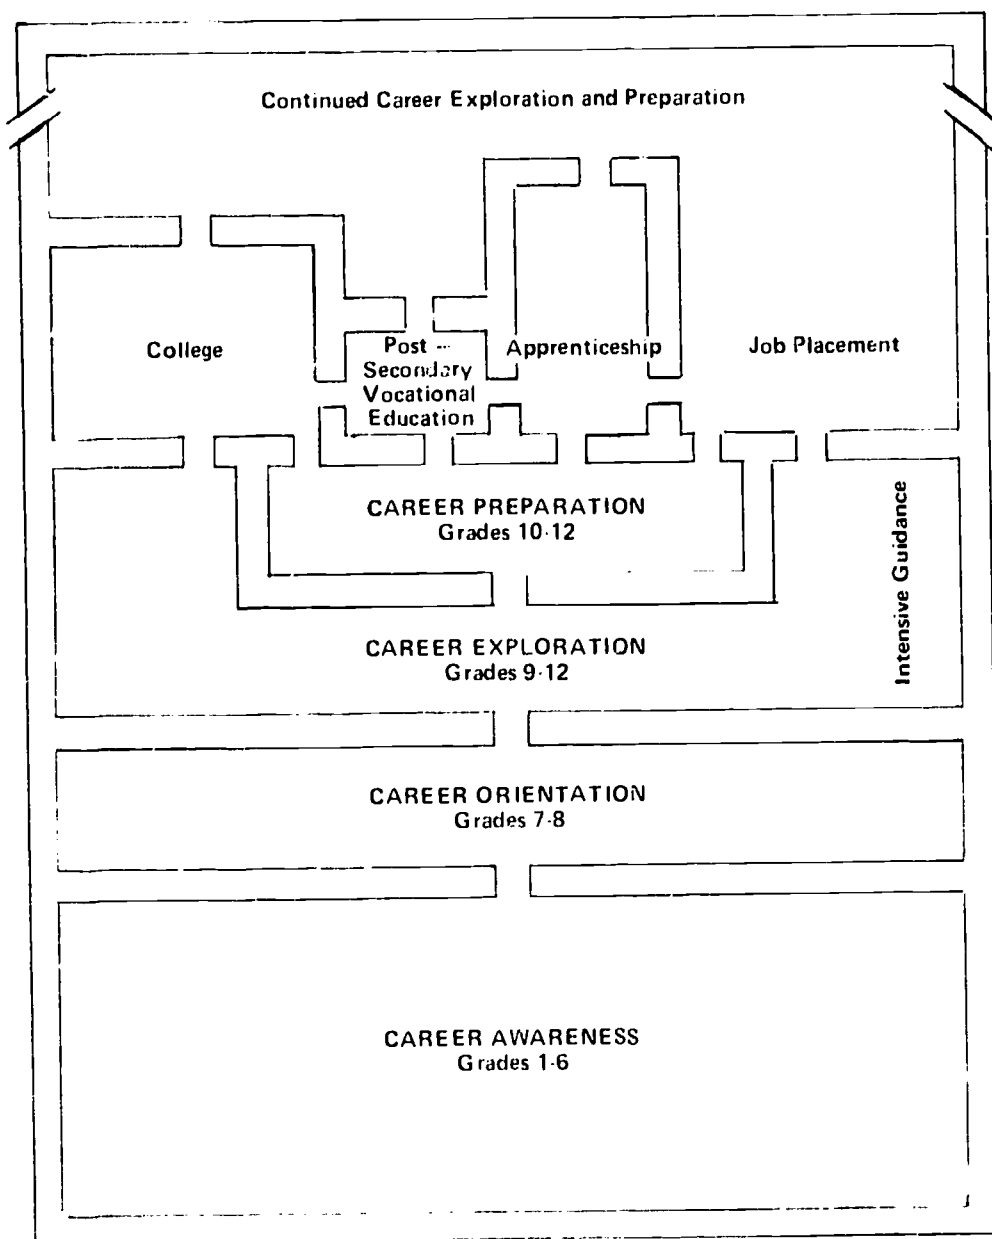 Continued Career Exploration and Preparation
College
Post -
Secondary
Vocational
Education
Apprenticeship
Job Placement
CAREER PREPARATION
Grades 10-12
Intensive Guidance
CAREER EXPLORATION
Grades 9-12
CAREER ORIENTATION
Grades 7-8
CAREER AWARENESS
Grades 1-6